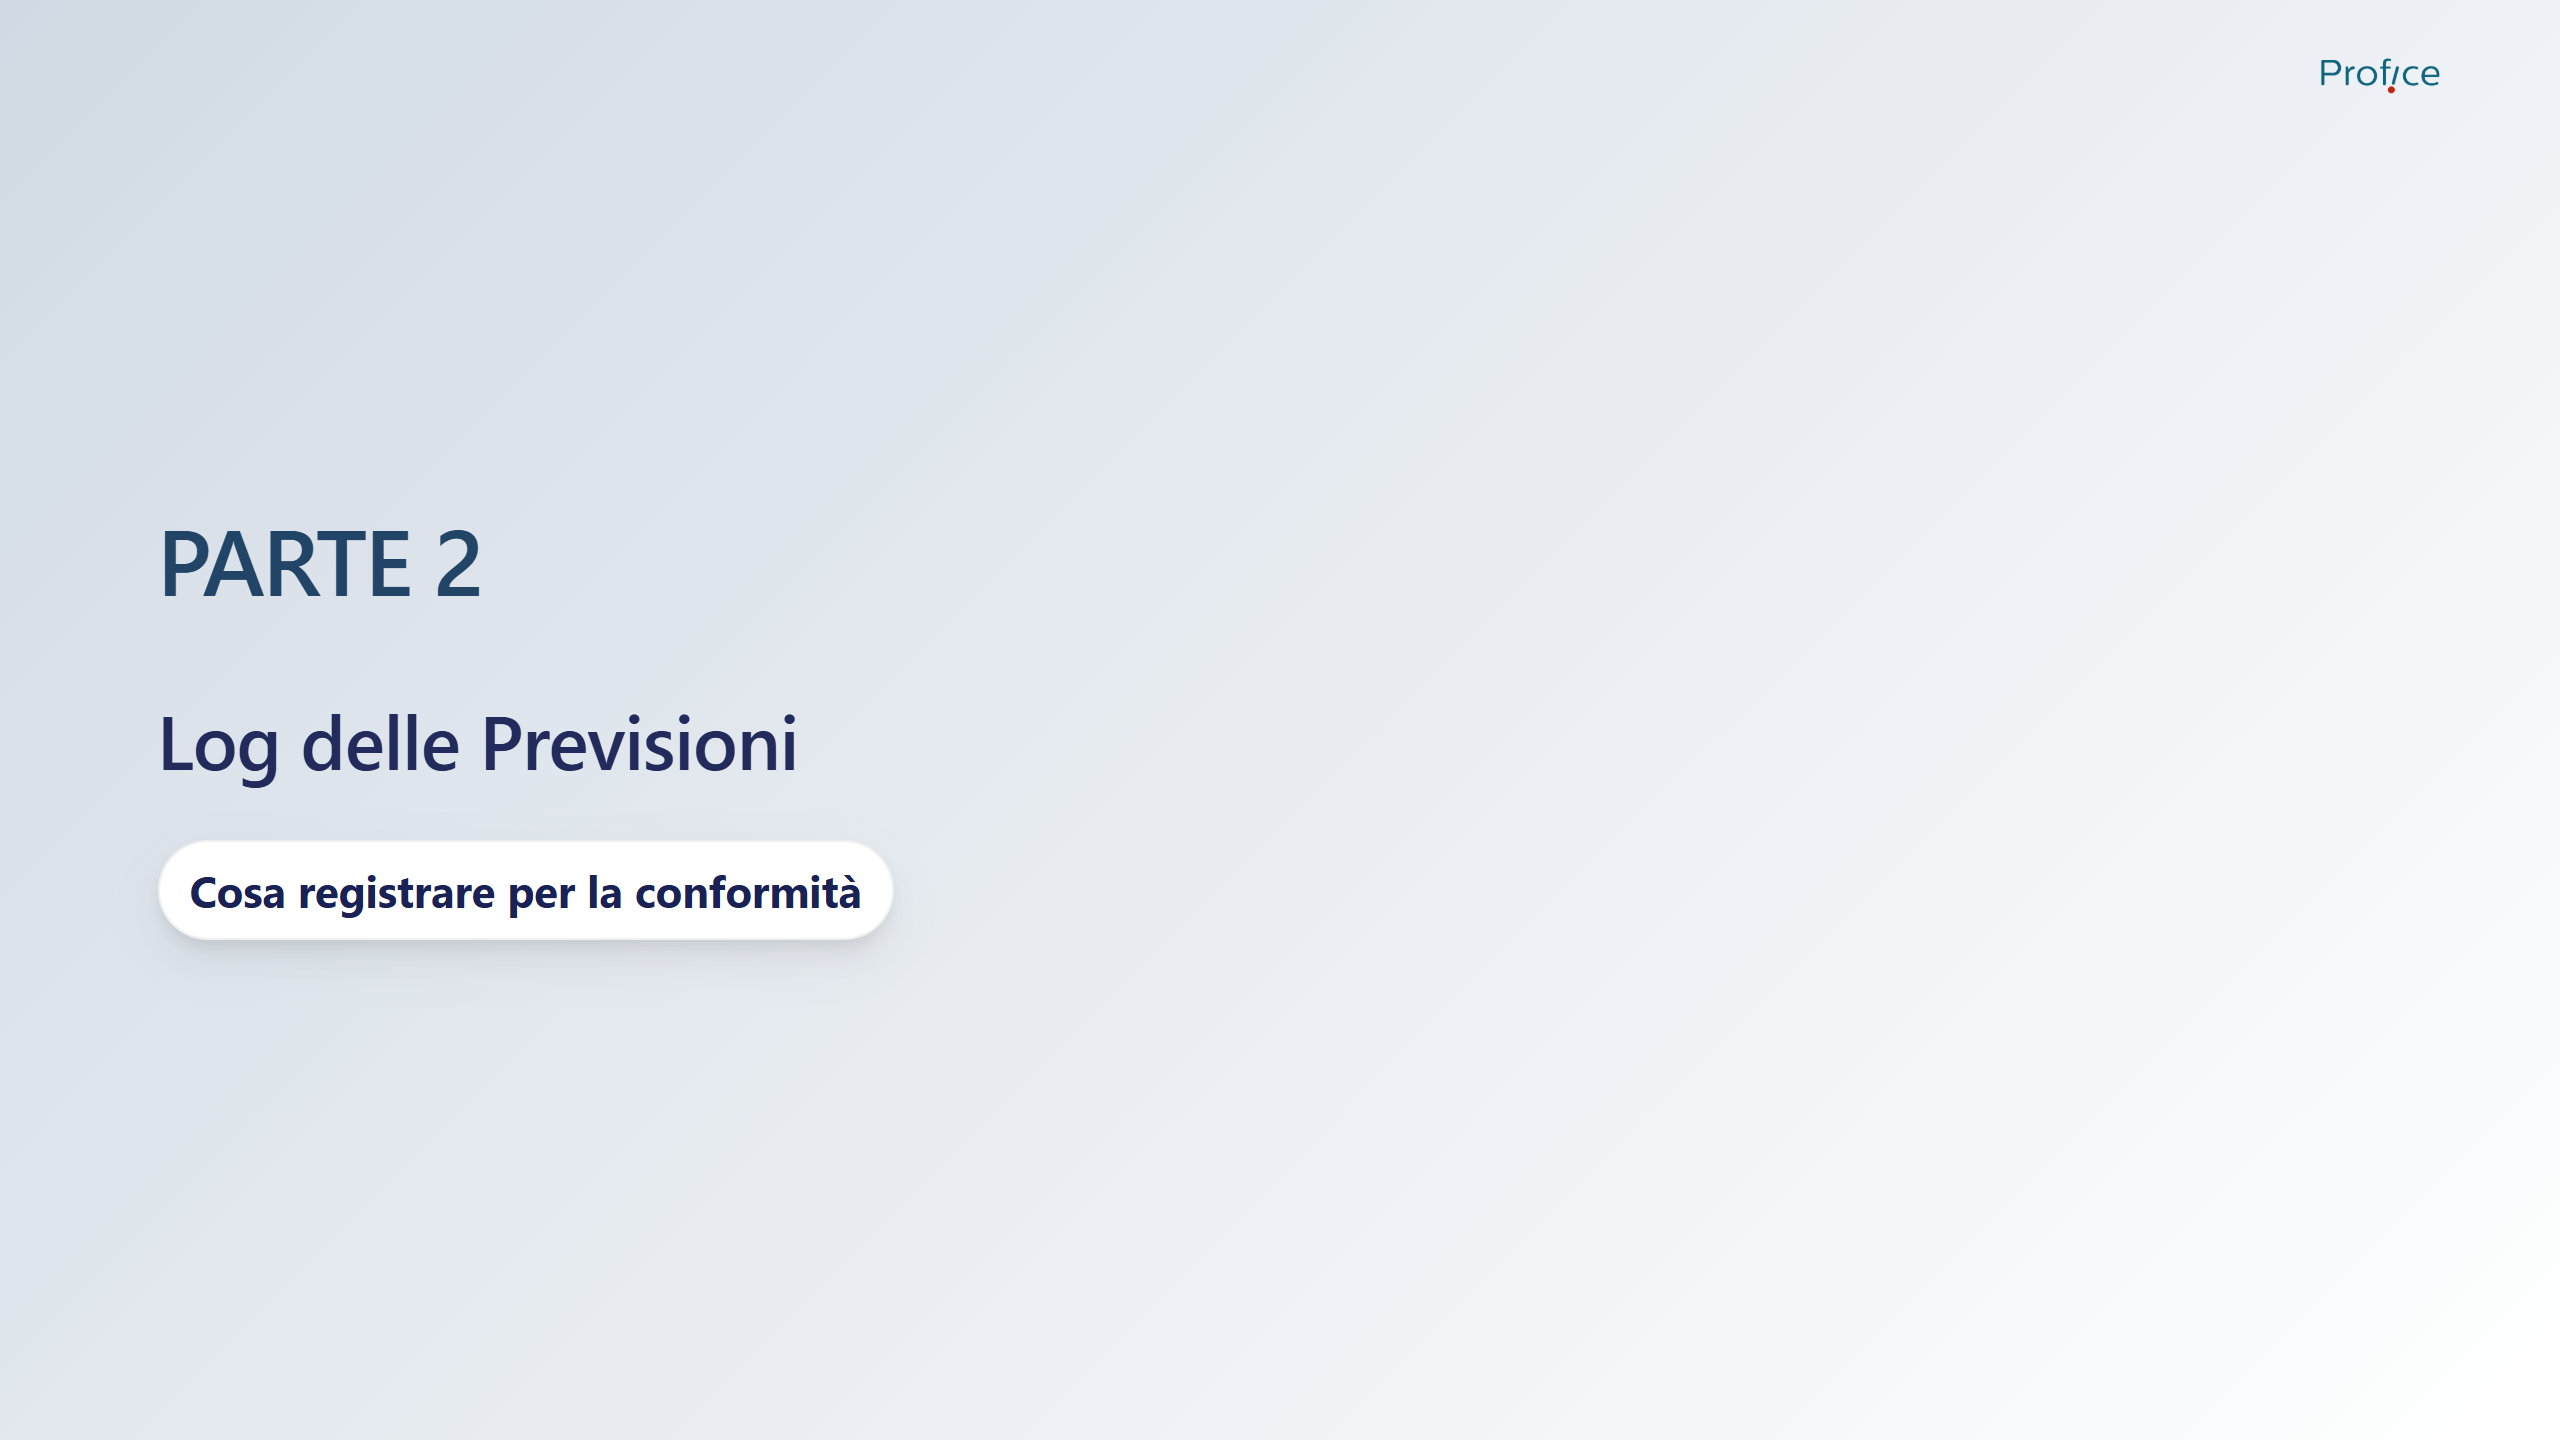 Profice
PARTE 2
Log delle Previsioni
Cosa registrare per la conformità